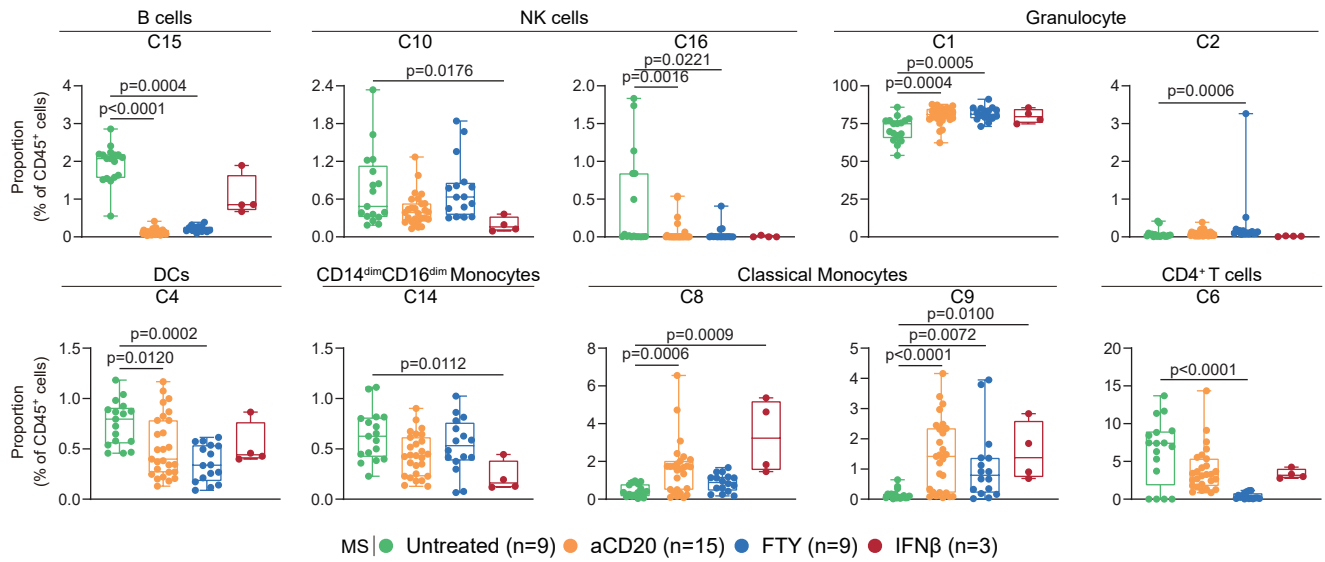 B cells
NK cells
Granulocyte
C15
C10
C16
C1
C2
Proportion
(% of CD45⁺ cells)
4
3
2
1
0
p=0.0004
p<0.0001
2.4
1.8
1.2
0.6
0.0
p=0.0176
2.0
1.5
1.0
0.5
0.0
p=0.0221
p=0.0016
100
75
50
25
0
p=0.0005
p=0.0004
4
3
2
1
0
p=0.0006
DCs
CD14ᵈⁱᵐCD16ᵈⁱᵐ Monocytes
Classical Monocytes
CD4⁺ T cells
C4
C14
C8
C9
C6
Proportion
(% of CD45⁺ cells)
1.5
1.0
0.5
0.0
p=0.0002
p=0.0120
1.5
1.0
0.5
0.0
p=0.0112
8
6
4
2
0
p=0.0009
p=0.0006
5
4
3
2
1
0
p=0.0100
p=0.0072
p<0.0001
20
15
10
5
0
p<0.0001
MS Untreated (n=9) aCD20 (n=15) FTY (n=9) IFNβ (n=3)